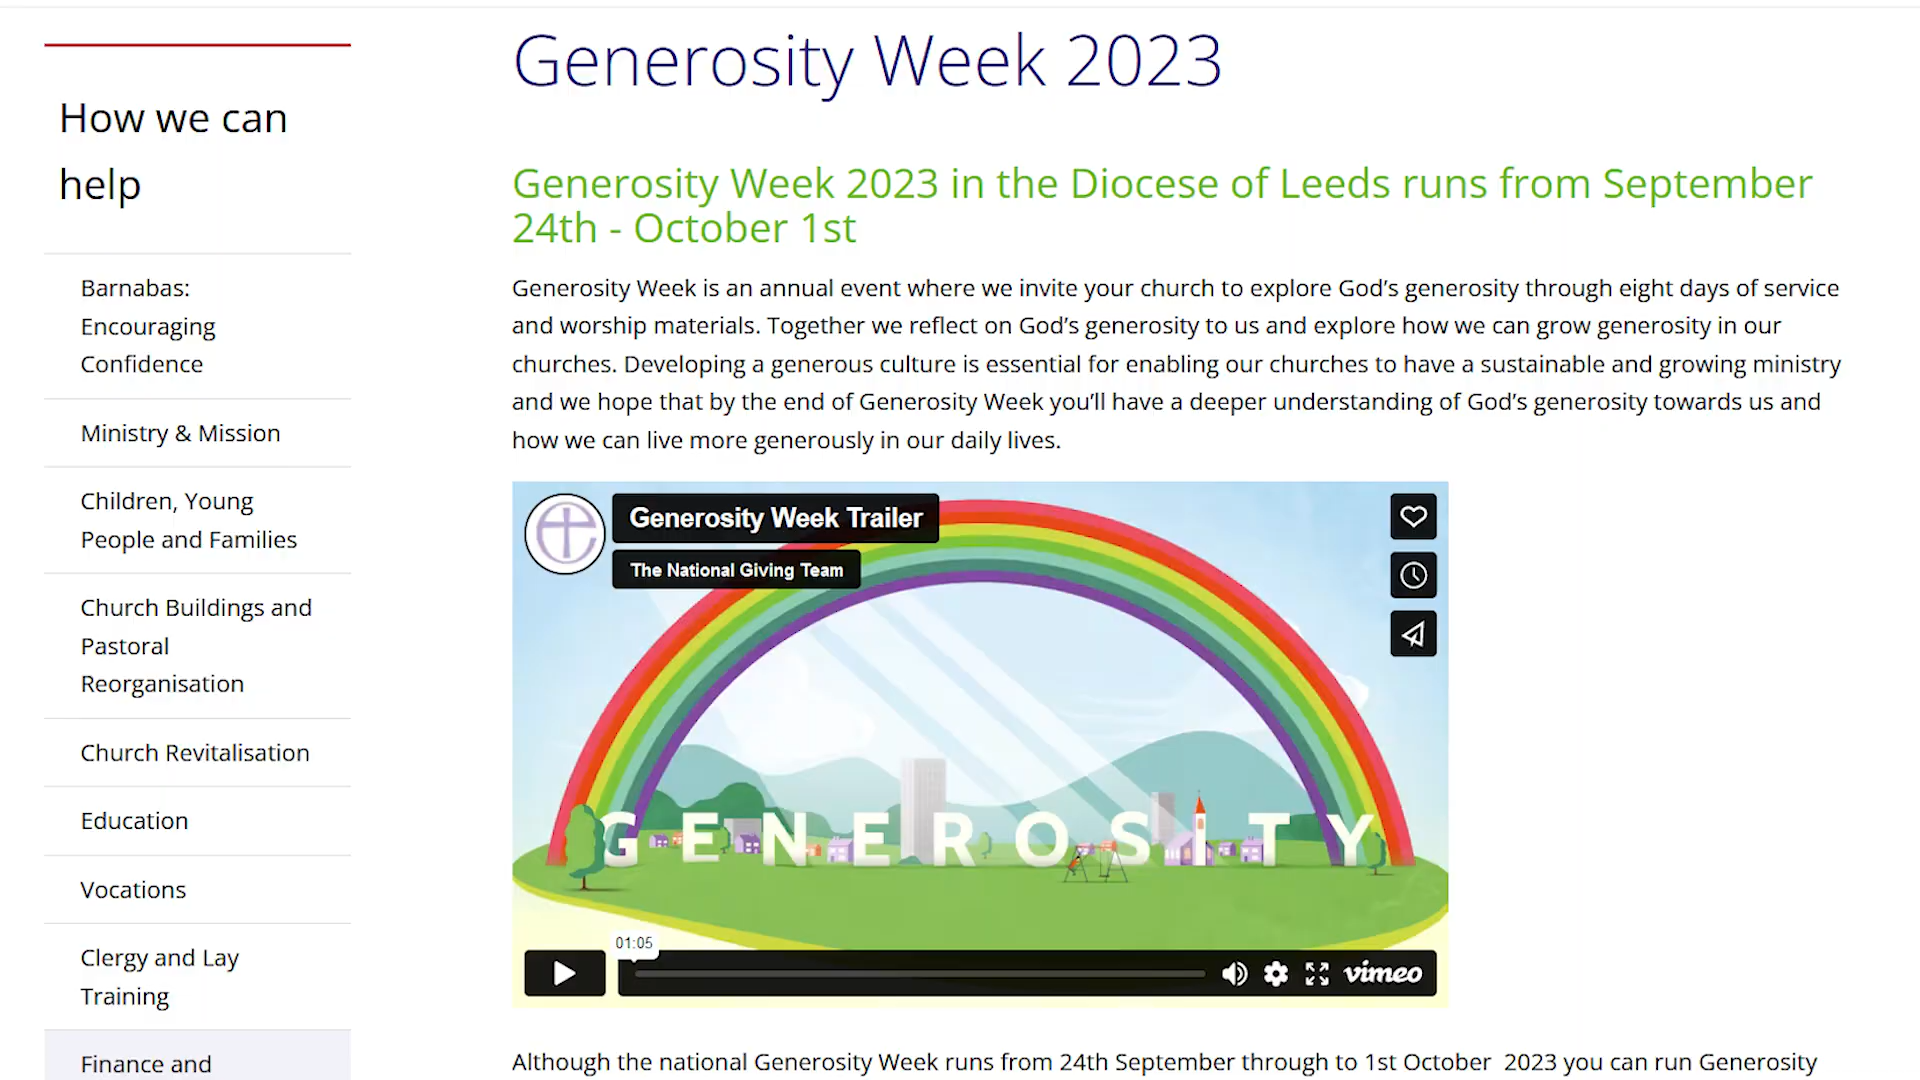 Generosity Week 2023
How we can
help
Barnabas:
Encouraging
Confidence
Ministry & Mission
Children, Young
People and Families
Church Buildings and
Pastoral
Reorganisation
Church Revitalisation
Education
Vocations
Clergy and Lay
Training
Finance and
Generosity Week 2023 in the Diocese of Leeds runs from September
24th - October 1st
Generosity Week is an annual event where we invite your church to explore God’s generosity through eight days of service
and worship materials. Together we reflect on God’s generosity to us and explore how we can grow generosity in our
churches. Developing a generous culture is essential for enabling our churches to have a sustainable and growing ministry
and we hope that by the end of Generosity Week you’ll have a deeper understanding of God’s generosity towards us and
how we can live more generously in our daily lives.
Generosity Week Trailer
The National Giving Team
GENEROSITY
01:05
vimeo
Although the national Generosity Week runs from 24th September through to 1st October 2023 you can run Generosity